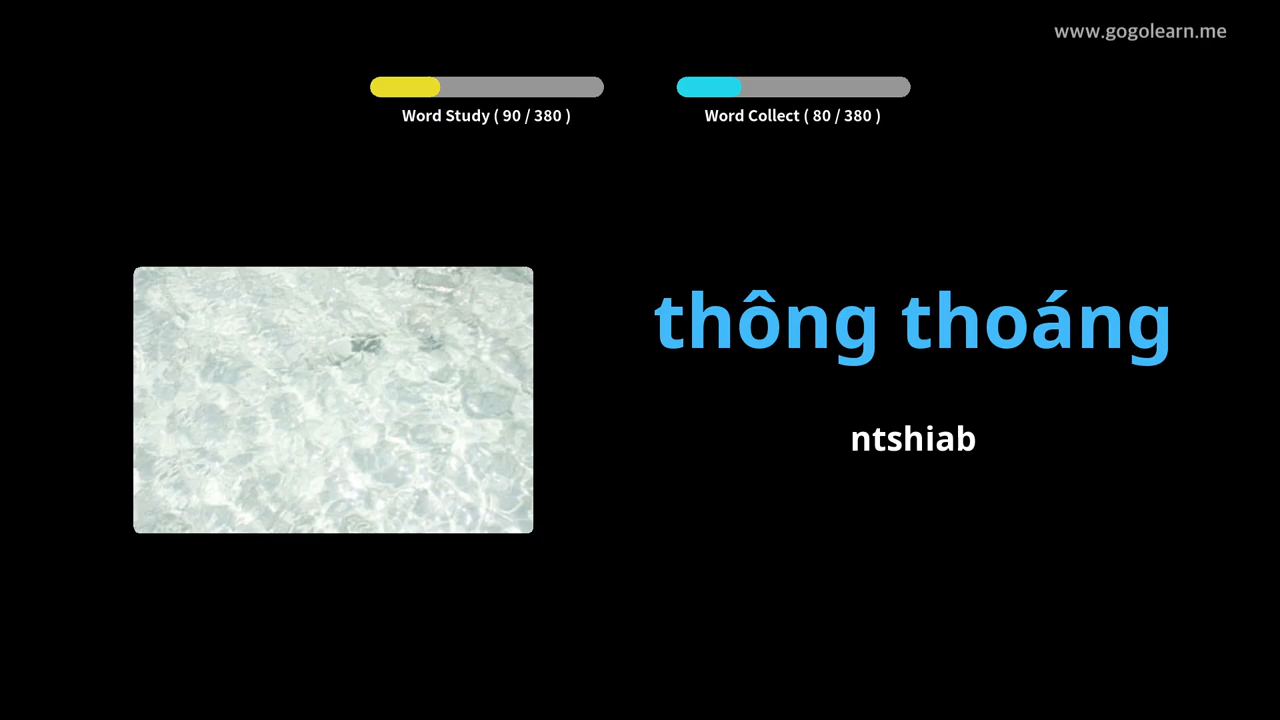 www.gogolearn.me
Word Study ( 90 / 380 )
Word Collect ( 80 / 380 )
thông thoáng
ntshiab